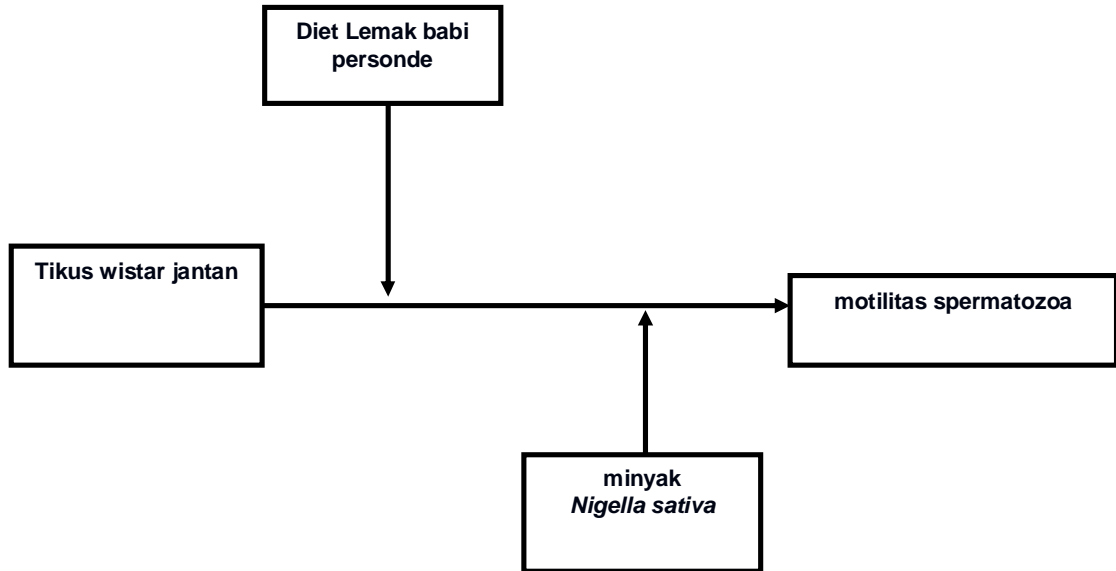 Diet Lemak babi
personde
Tikus wistar jantan
motilitas spermatozoa
minyak
Nigella sativa